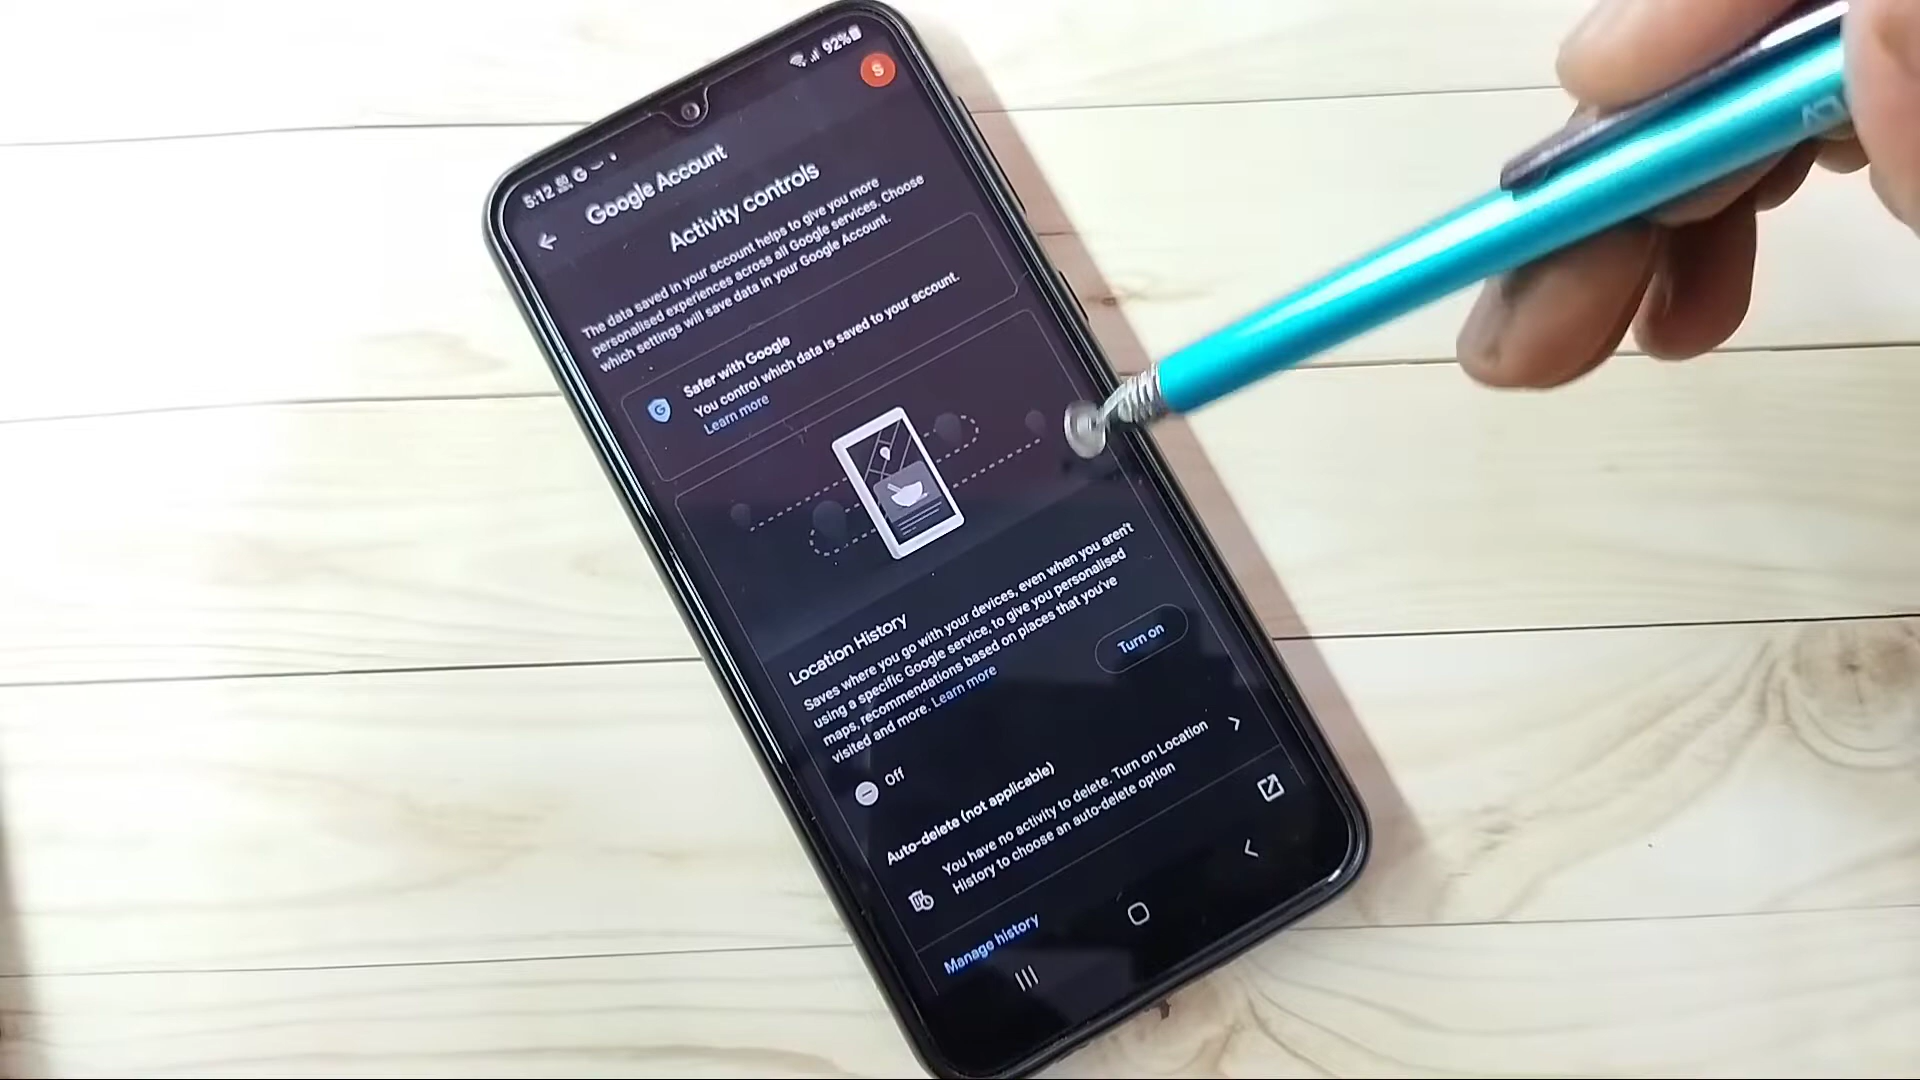 5:12
92%
S
Google Account
Activity controls
The data saved in your account helps to give you more
personalised experiences across all Google services. Choose
which settings will save data in your Google Account.
Safer with Google
You control which data is saved to your account.
Learn more
Location History
Saves where you go with your devices, even when you aren't
using a specific Google service, to give you personalised
maps, recommendations based on places that you've
visited and more. Learn more
Turn on
Off
Auto-delete (not applicable)
You have no activity to delete. Turn on Location
History to choose an auto-delete option
Manage history